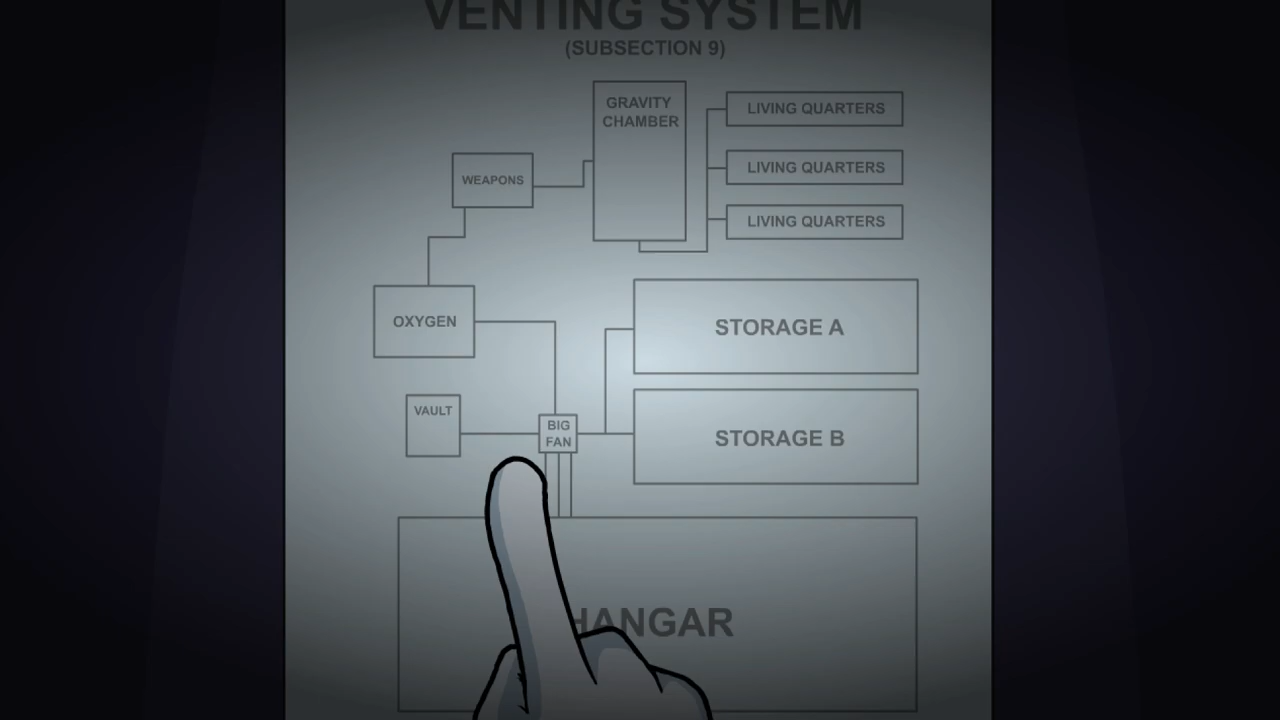 VENTING SYSTEM
(SUBSECTION 9)
GRAVITY
CHAMBER
LIVING QUARTERS
WEAPONS
LIVING QUARTERS
LIVING QUARTERS
OXYGEN
STORAGE A
VAULT
BIG
FAN
STORAGE B
HANGAR